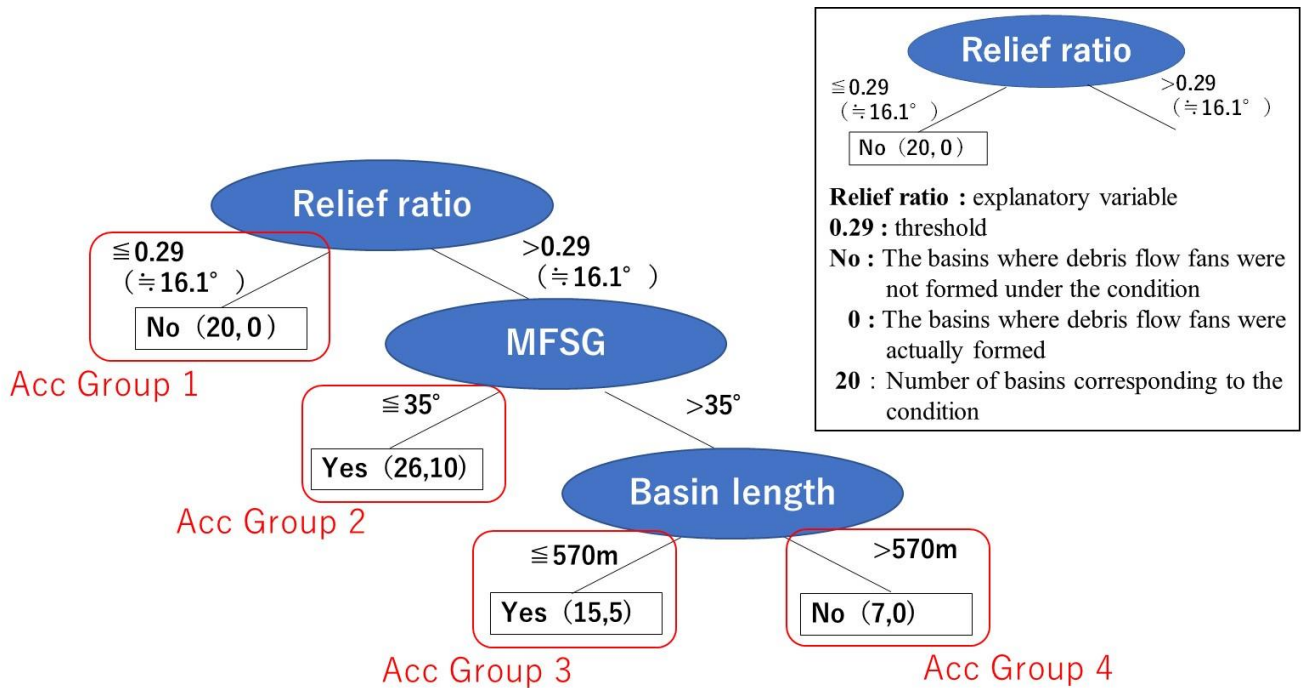 Relief ratio
≦0.29
（≒16.1°）
>0.29
（≒16.1°）
No（20,0）
Acc Group 1
MFSG
≦35°
>35°
Yes（26,10）
Acc Group 2
Basin length
≦570m
>570m
Yes（15,5）
No（7,0）
Acc Group 3
Acc Group 4
Relief ratio
≦0.29
（≒16.1°）
>0.29
（≒16.1°）
No（20,0）
Relief ratio : explanatory variable
0.29 : threshold
No : The basins where debris flow fans were
not formed under the condition
0 : The basins where debris flow fans were
actually formed
20 : Number of basins corresponding to the
condition